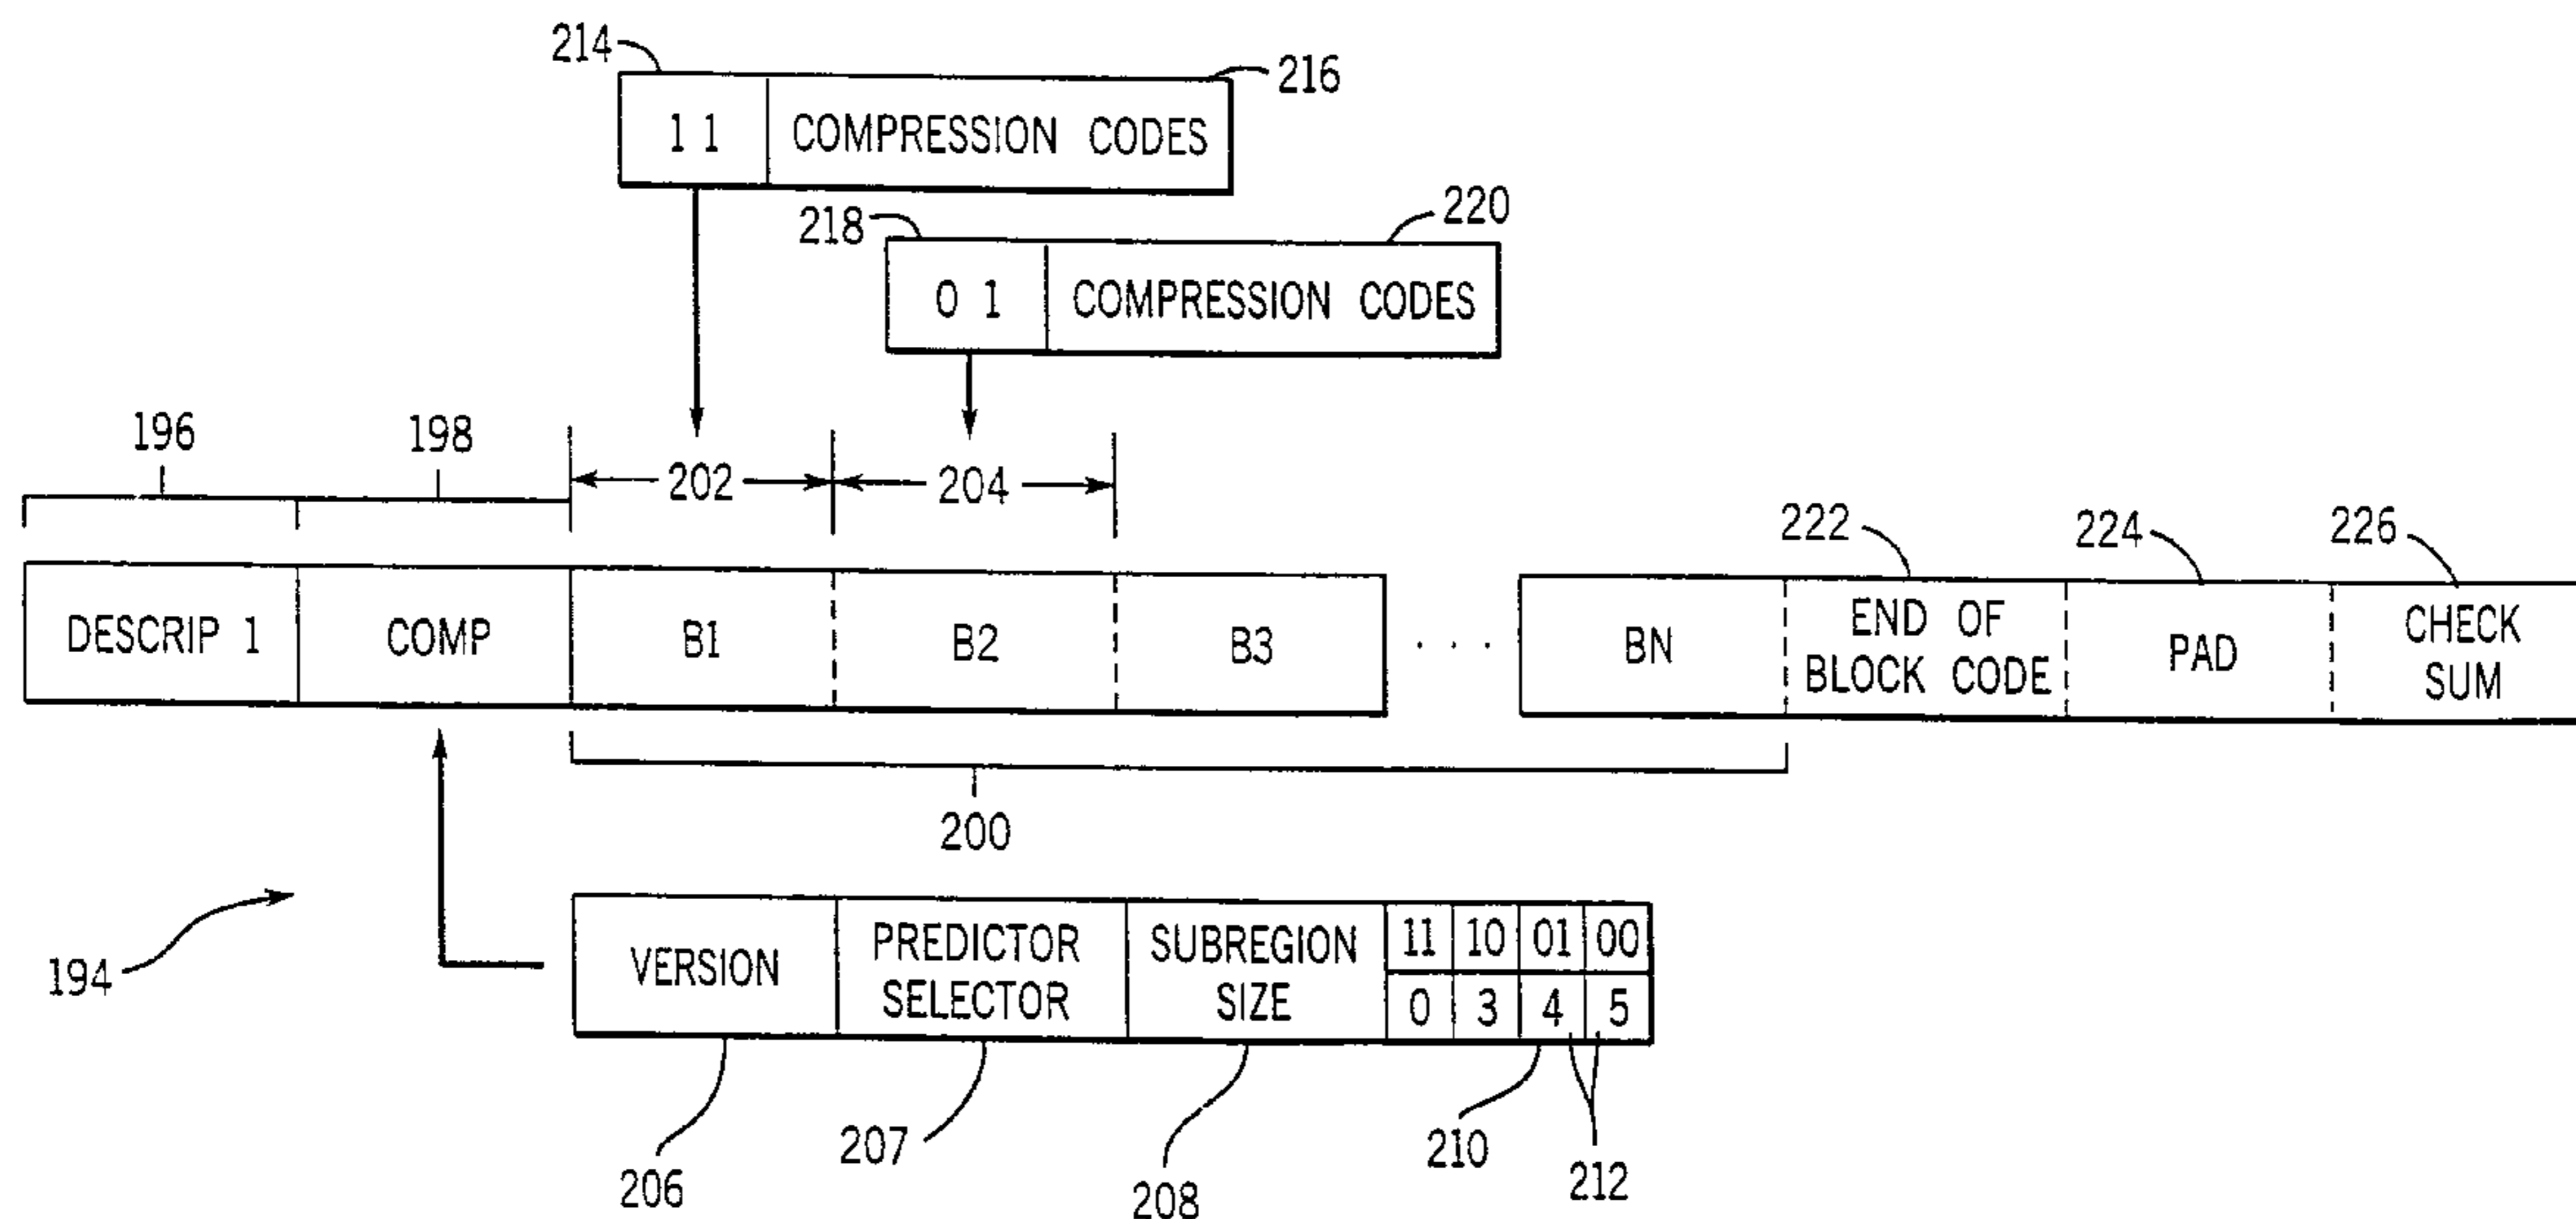 214
216
1 1 COMPRESSION CODES
218
220
0 1 COMPRESSION CODES
196
198
202
204
222
224
226
DESCRIP 1
COMP
B1
B2
B3
. . .
BN
END OF
BLOCK CODE
PAD
CHECK
SUM
200
194
VERSION
PREDICTOR
SELECTOR
SUBREGION
SIZE
11 10 01 00
0 3 4 5
206
207
208
210
212